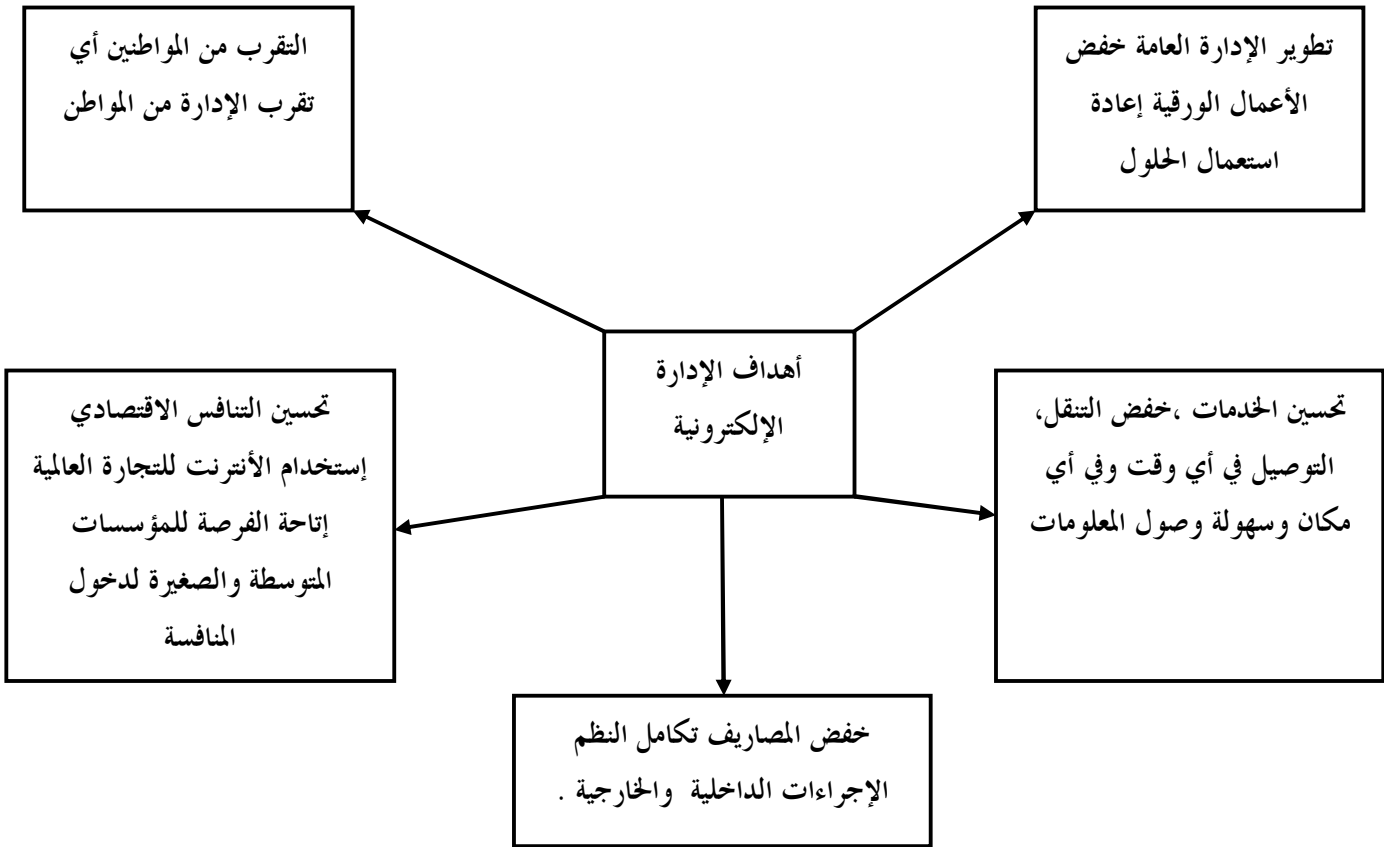 تطوير الإدارة العامة خفض
الأعمال الورقية إعادة
استعمال الحلول
التقرب من المواطنين أي
تقرب الإدارة من المواطن
أهداف الإدارة
الإلكترونية
تحسين الخدمات ،خفض التنقل،
التوصيل في أي وقت وفي أي
مكان وسهولة وصول المعلومات
تحسين التنافس الاقتصادي
إستخدام الأنترنت للتجارة العالمية
إتاحة الفرصة للمؤسسات
المتوسطة والصغيرة لدخول
المنافسة
خفض المصاريف تكامل النظم
الإجراءات الداخلية والخارجية .